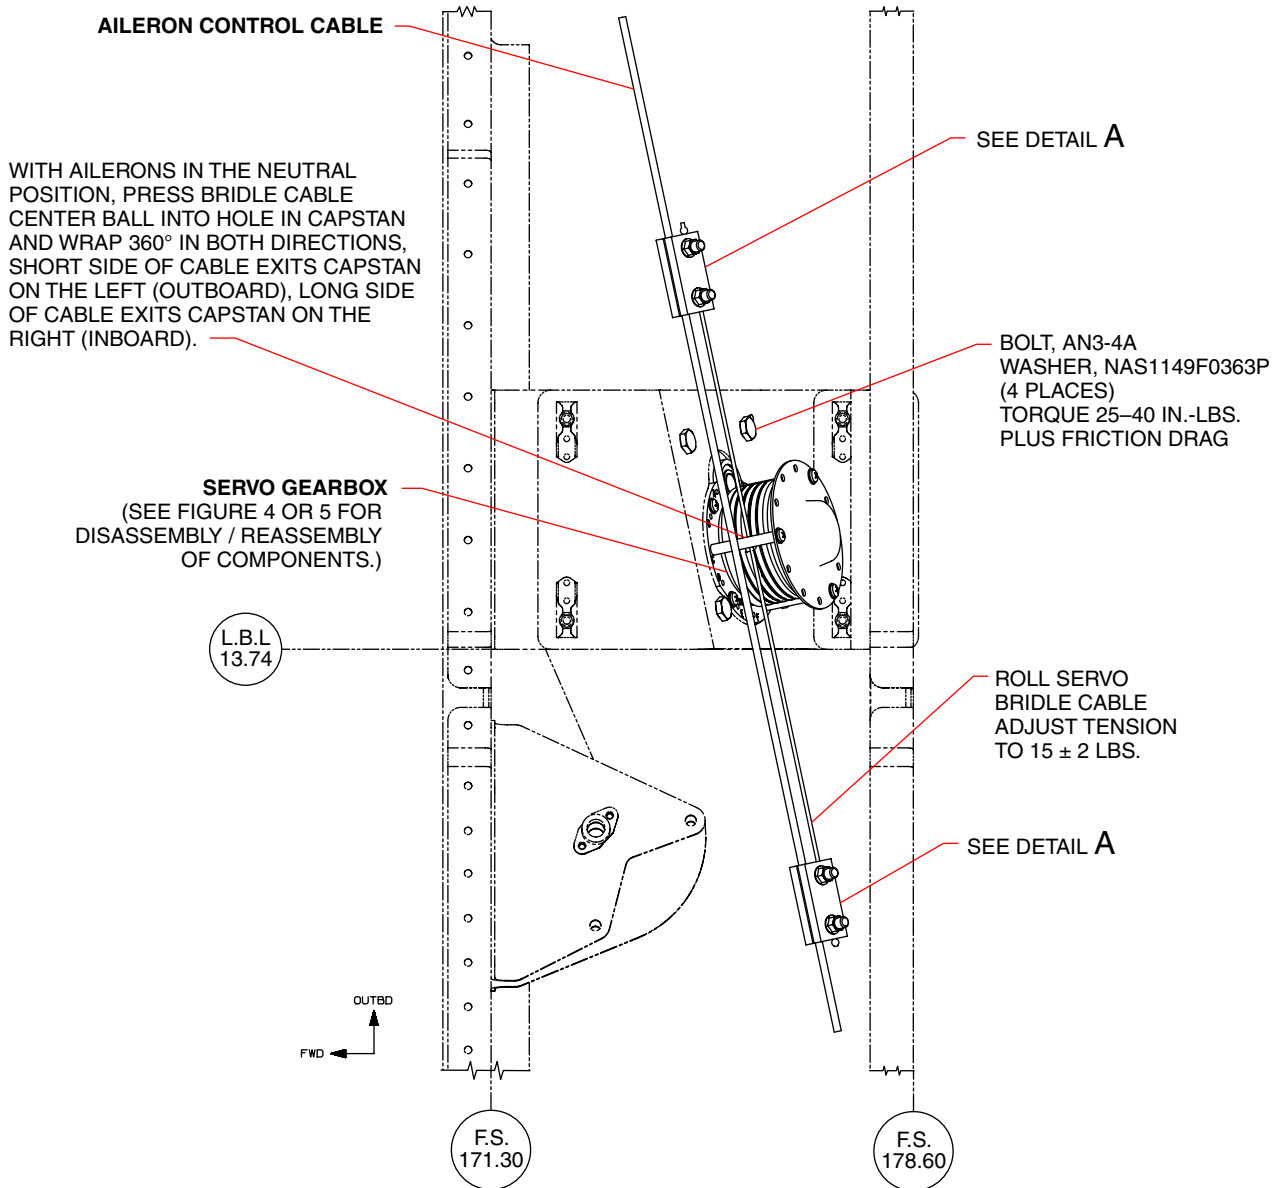 AILERON CONTROL CABLE
SEE DETAIL A
WITH AILERONS IN THE NEUTRAL
POSITION, PRESS BRIDLE CABLE
CENTER BALL INTO HOLE IN CAPSTAN
AND WRAP 360° IN BOTH DIRECTIONS,
SHORT SIDE OF CABLE EXITS CAPSTAN
ON THE LEFT (OUTBOARD), LONG SIDE
OF CABLE EXITS CAPSTAN ON THE
RIGHT (INBOARD).
BOLT, AN3-4A
WASHER, NAS1149F0363P
(4 PLACES)
TORQUE 25–40 IN.-LBS.
PLUS FRICTION DRAG
SERVO GEARBOX
(SEE FIGURE 4 OR 5 FOR
DISASSEMBLY / REASSEMBLY
OF COMPONENTS.)
L.B.L
13.74
ROLL SERVO
BRIDLE CABLE
ADJUST TENSION
TO 15 ± 2 LBS.
SEE DETAIL A
OUTBD
FWD
F.S.
171.30
F.S.
178.60